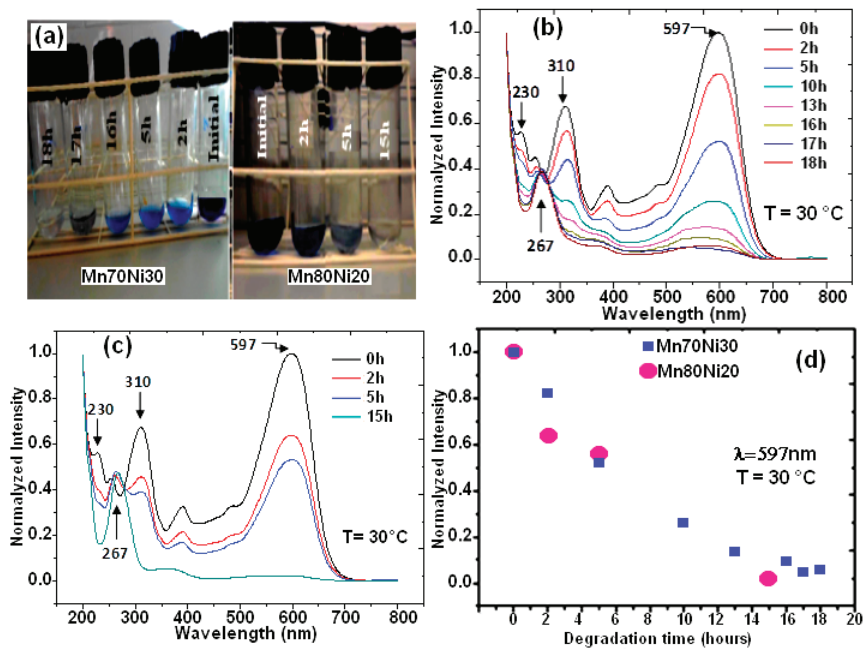 (a)
18h
17h
16h
5h
2h
Initial
Mn70Ni30
Initial
2h
5h
15h
Mn80Ni20
(b)
597
310
230
267
0h
2h
5h
10h
13h
16h
17h
18h
T = 30 °C
Normalized Intensity
1.0
0.8
0.6
0.4
0.2
0.0
200 300 400 500 600 700 800
Wavelength (nm)
(c)
597
310
230
267
0h
2h
5h
15h
T = 30°C
Normalized Intensity
1.0
0.8
0.6
0.4
0.2
0.0
200 300 400 500 600 700 800
Wavelength (nm)
(d)
Mn70Ni30
Mn80Ni20
λ=597nm
T = 30 °C
Normalized Intensity
1.0
0.8
0.6
0.4
0.2
0.0
0 2 4 6 8 10 12 14 16 18 20
Degradation time (hours)